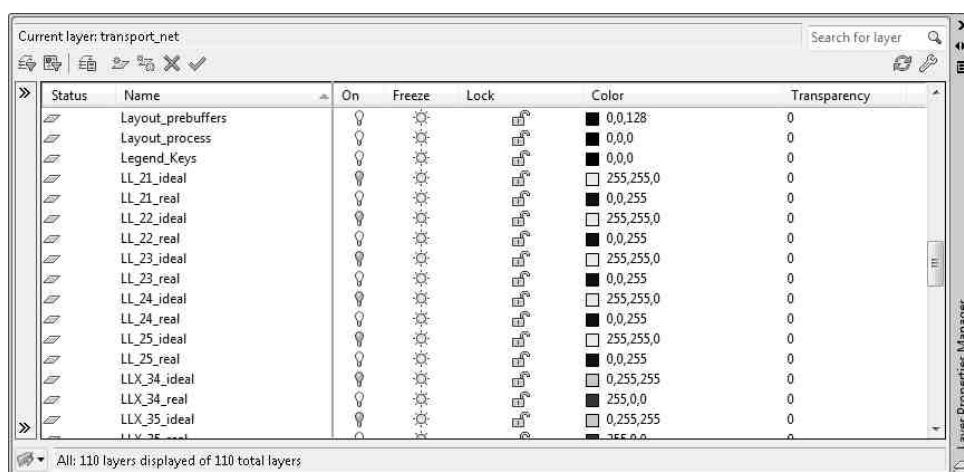 Current layer: transport_net
Search for layer
Status Name On Freeze Lock Color Transparency
Layout_prebuffers 0,0,128 0
Layout_process 0,0,0 0
Legend_Keys 0,0,0 0
LL_21_ideal 255,255,0 0
LL_21_real 0,0,255 0
LL_22_ideal 255,255,0 0
LL_22_real 0,0,255 0
LL_23_ideal 255,255,0 0
LL_23_real 0,0,255 0
LL_24_ideal 255,255,0 0
LL_24_real 0,0,255 0
LL_25_ideal 255,255,0 0
LL_25_real 0,0,255 0
LLX_34_ideal 0,255,255 0
LLX_34_real 255,0,0 0
LLX_35_ideal 0,255,255 0
All: 110 layers displayed of 110 total layers
Layer Properties Manager